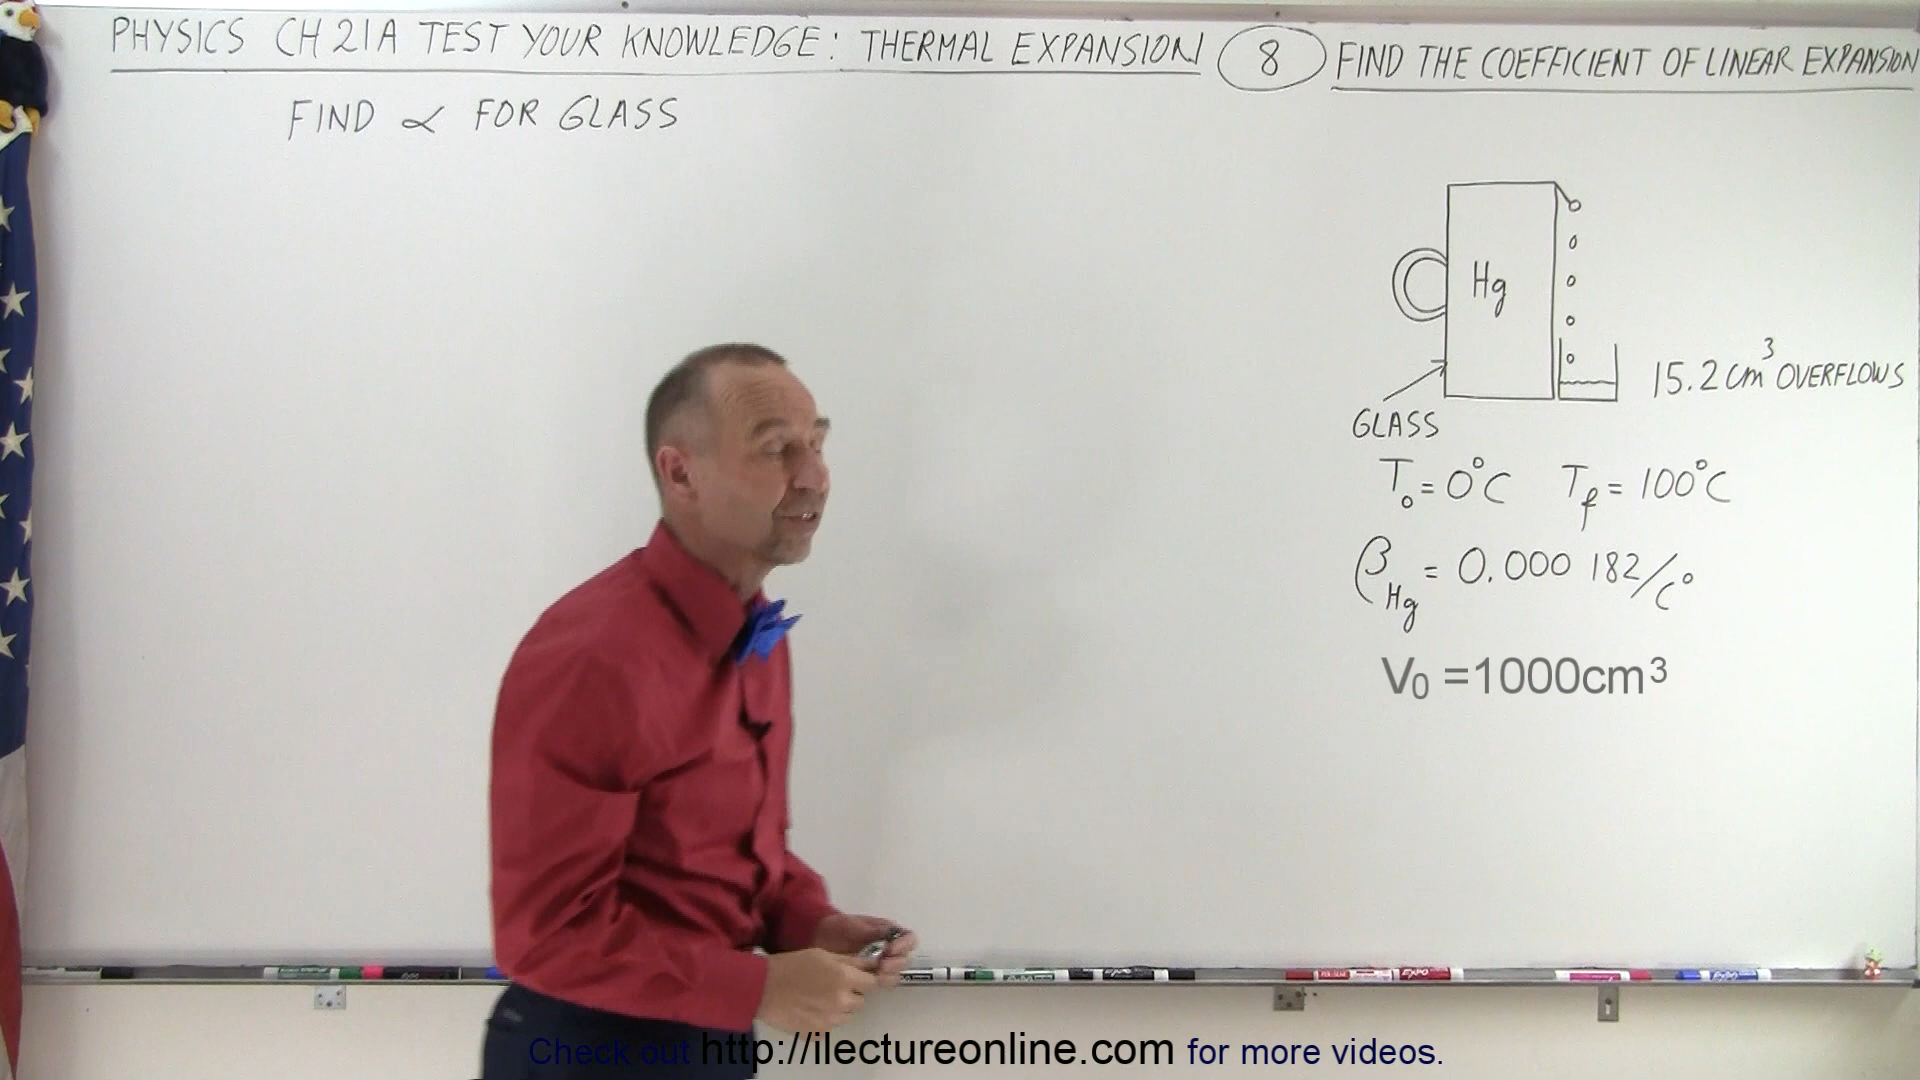 PHYSICS CH 21A TEST YOUR KNOWLEDGE: THERMAL EXPANSION 8 FIND THE COEFFICIENT OF LINEAR EXPANSION
FIND ∝ FOR GLASS
Hg
15.2 cm³ OVERFLOWS
GLASS
T₀ = 0°C T_f = 100°C
β_Hg = 0.000 182/C°
V₀ =1000cm³
EXPO
EXPO
Check out http://ilectureonline.com for more videos.